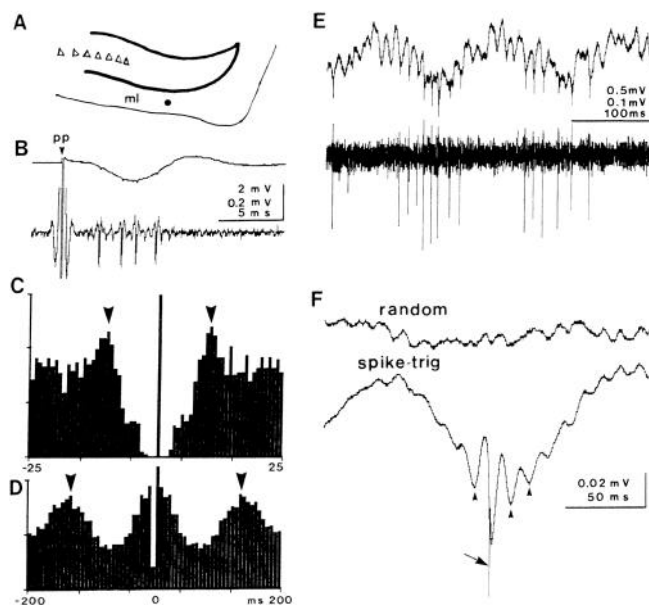 A
ml
B
pp
2 mV
0.2 mV
5 ms
C
-25
25
D
-200
0
ms 200
E
0.5mV
0.1mV
100ms
F
random
spike-trig
0.02 mV
50 ms